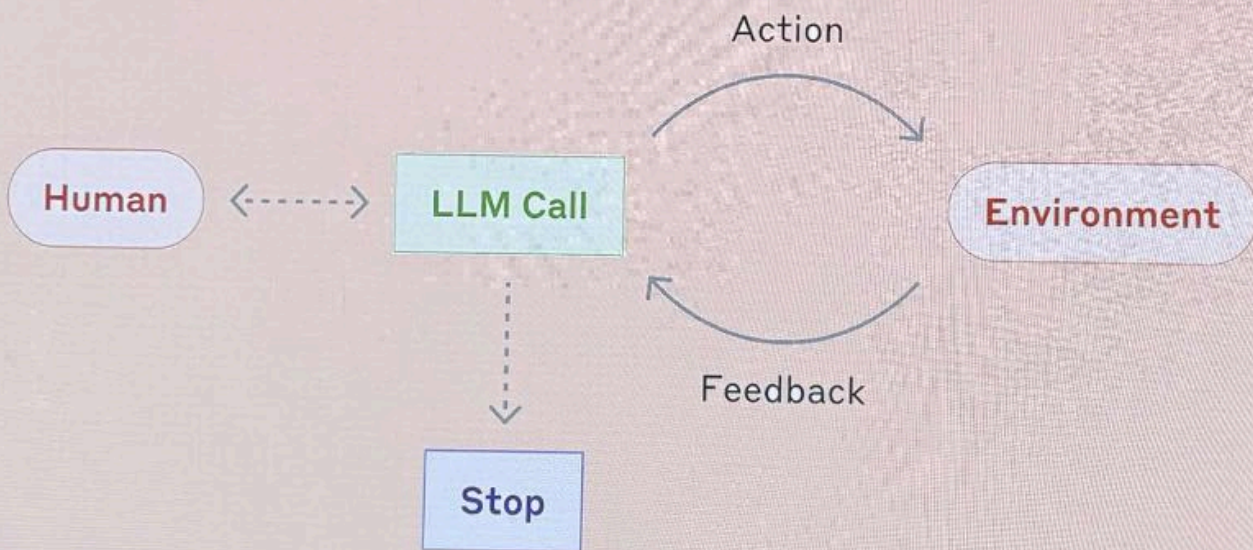 Action
Human
LLM Call
Environment
Feedback
Stop